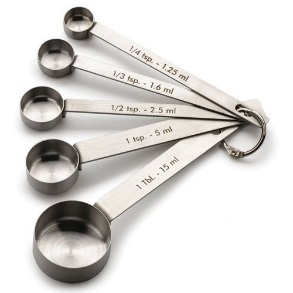 1/4 tsp. - 1.25 ml
1/3 tsp. - 1.6 ml
1/2 tsp. - 2.5 ml
1 tsp. - 5 ml
1 Tbl. - 15 ml